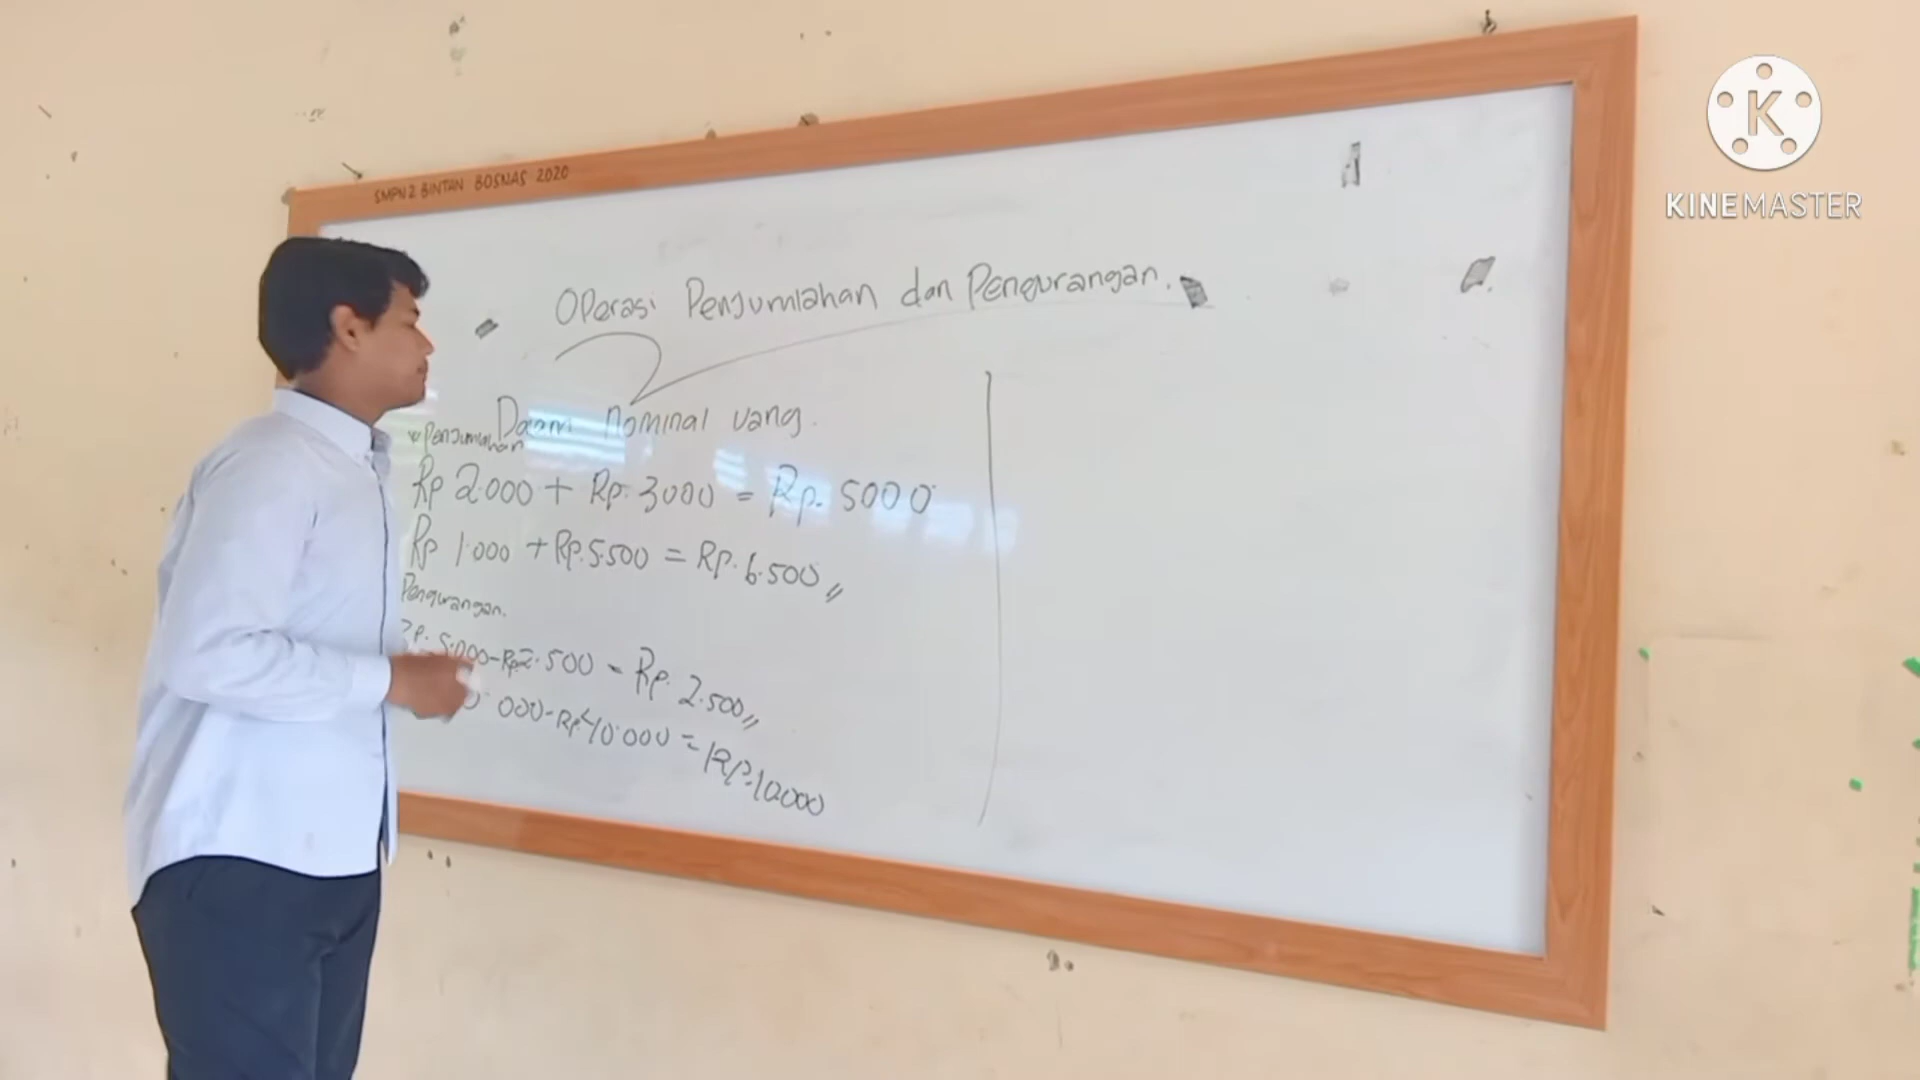 SMPN 2 BINTAN BOSNAS 2020
KINEMASTER
Operasi Penjumlahan dan Pengurangan.
Dalam nominal uang.
Penjumlahan
Rp 2.000 + Rp. 3000 = Rp. 5000
Rp 1.000 + Rp. 5.500 = Rp. 6.500,,
Pengurangan.
Rp. 5.000 - Rp 2.500 = Rp. 2.500,,
000 - Rp. 40.000 = Rp. 10.000